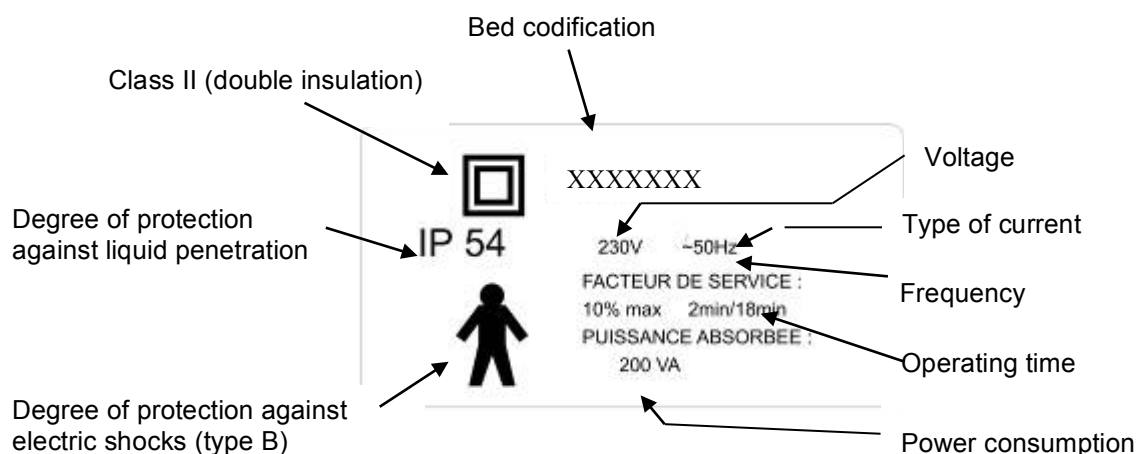 Bed codification
Class II (double insulation)
Voltage
XXXXXXX
Degree of protection
against liquid penetration
IP 54
Type of current
230V ~50Hz
FACTEUR DE SERVICE :
Frequency
10% max 2min/18min
PUISSANCE ABSORBEE :
200 VA
Operating time
Degree of protection against
electric shocks (type B)
Power consumption